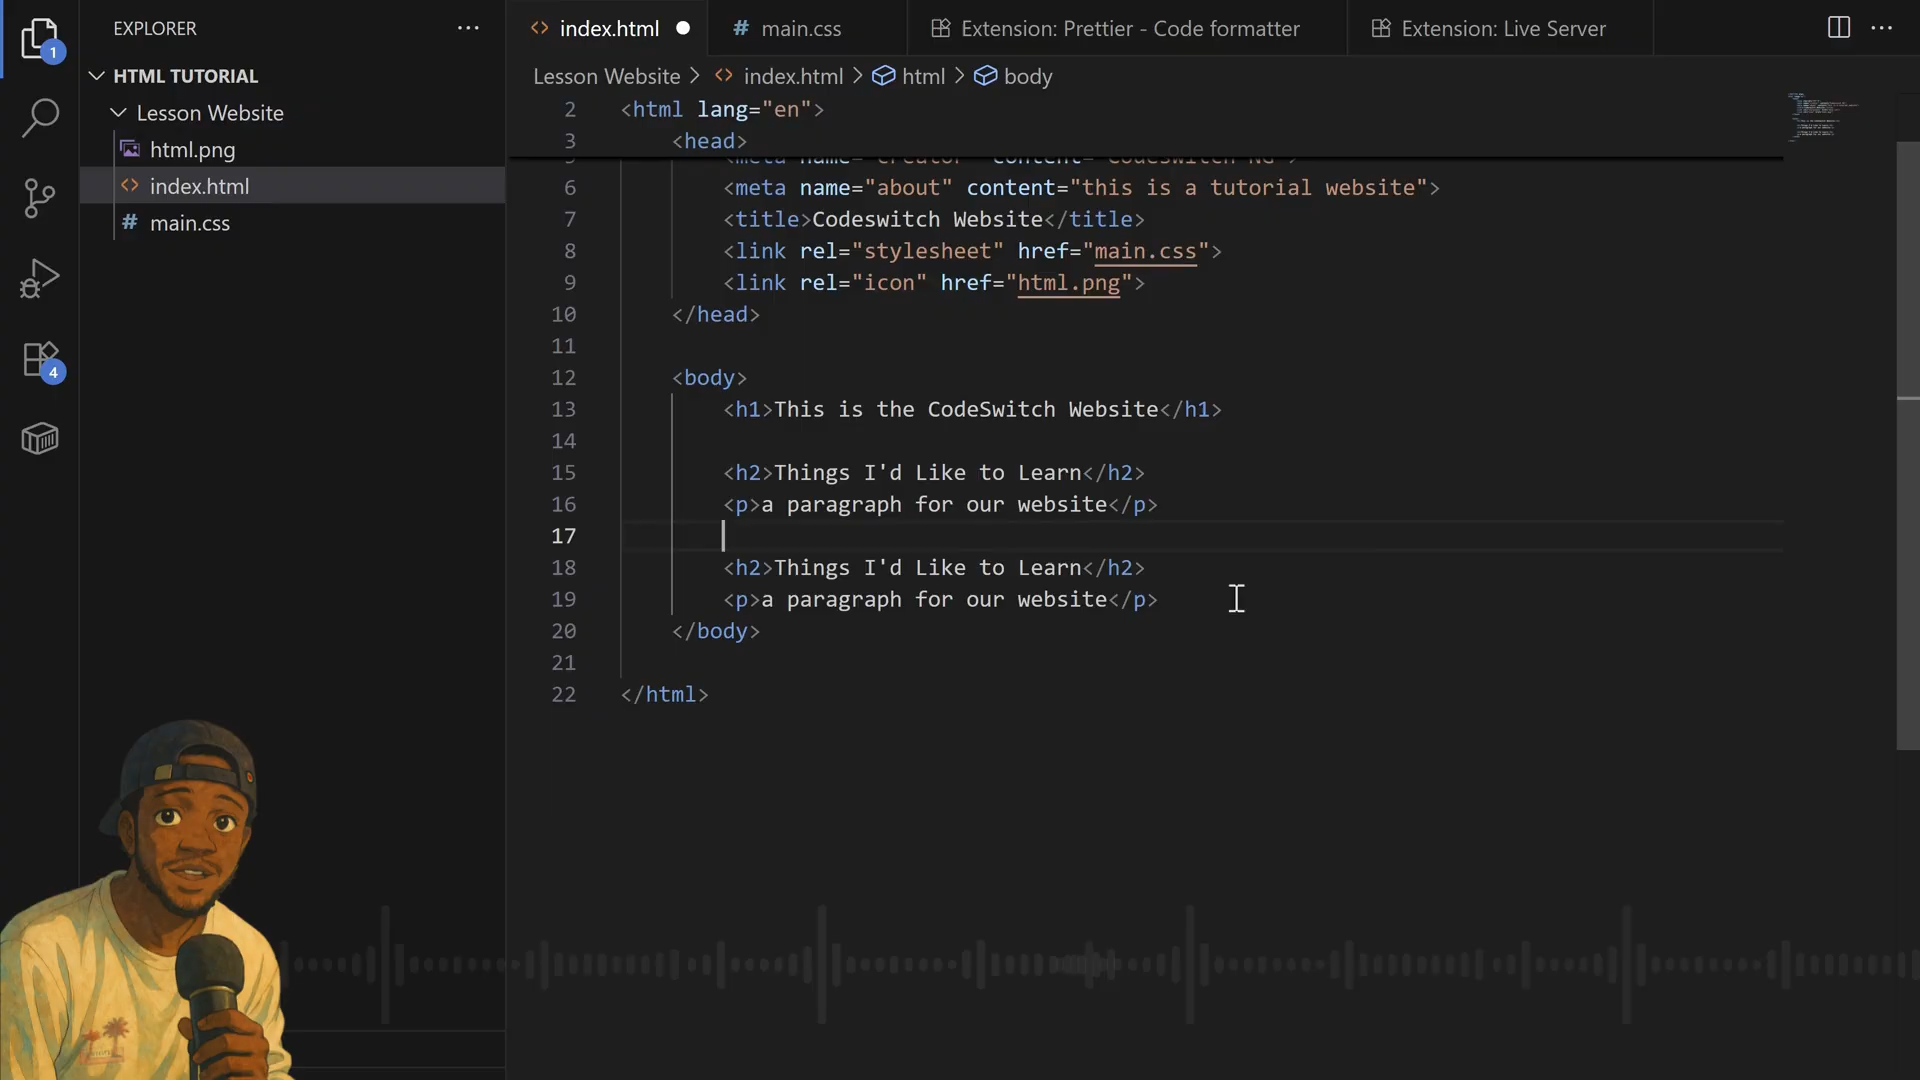 EXPLORER
HTML TUTORIAL
Lesson Website
html.png
index.html
main.css
1
4
index.html
main.css
Extension: Prettier - Code formatter
Extension: Live Server
Lesson Website > index.html > html > body
2 <html lang="en">
3 <head>
6 <meta name="about" content="this is a tutorial website">
7 <title>Codeswitch Website</title>
8 <link rel="stylesheet" href="main.css">
9 <link rel="icon" href="html.png">
10 </head>
11
12 <body>
13 <h1>This is the CodeSwitch Website</h1>
14
15 <h2>Things I'd Like to Learn</h2>
16 <p>a paragraph for our website</p>
17
18 <h2>Things I'd Like to Learn</h2>
19 <p>a paragraph for our website</p>
20 </body>
21
22 </html>